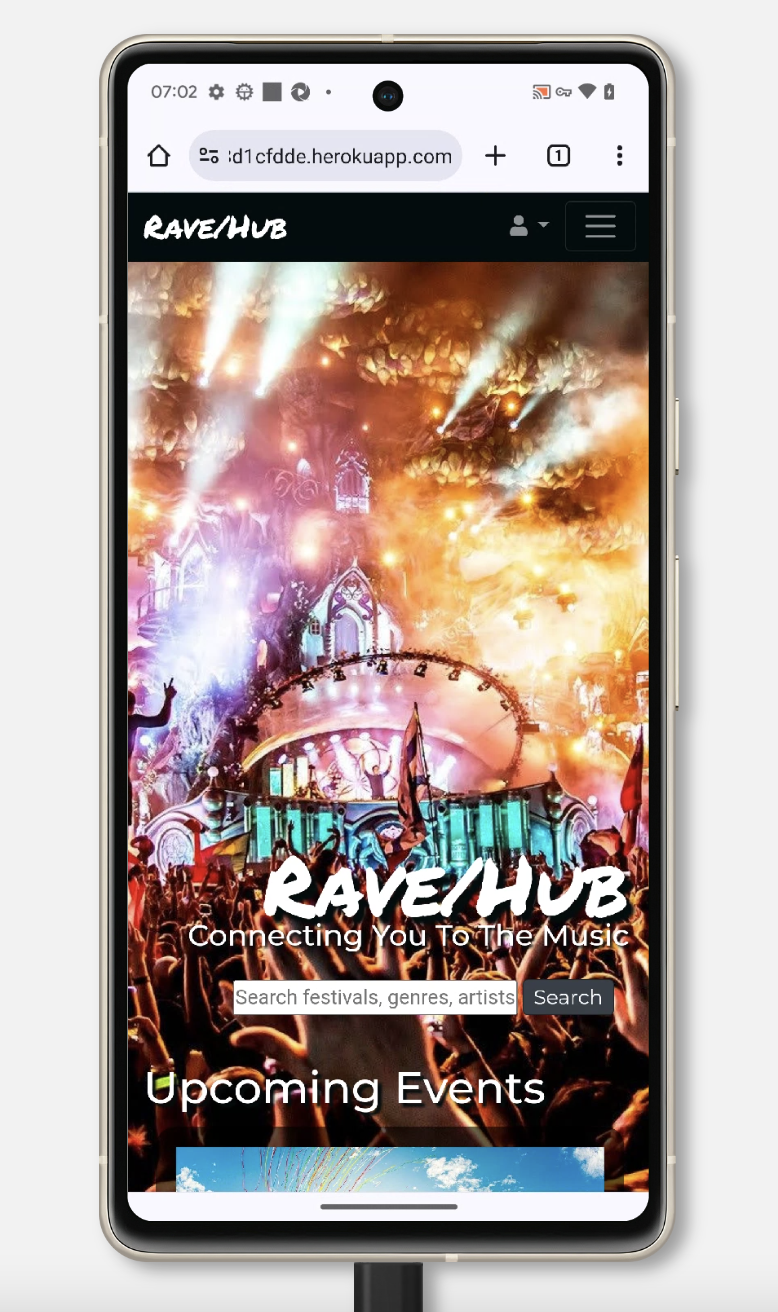 07:02
3d1cfdde.herokuapp.com
1
Rave/Hub
Rave/Hub
Connecting You To The Music
Search festivals, genres, artists
Search
Upcoming Events